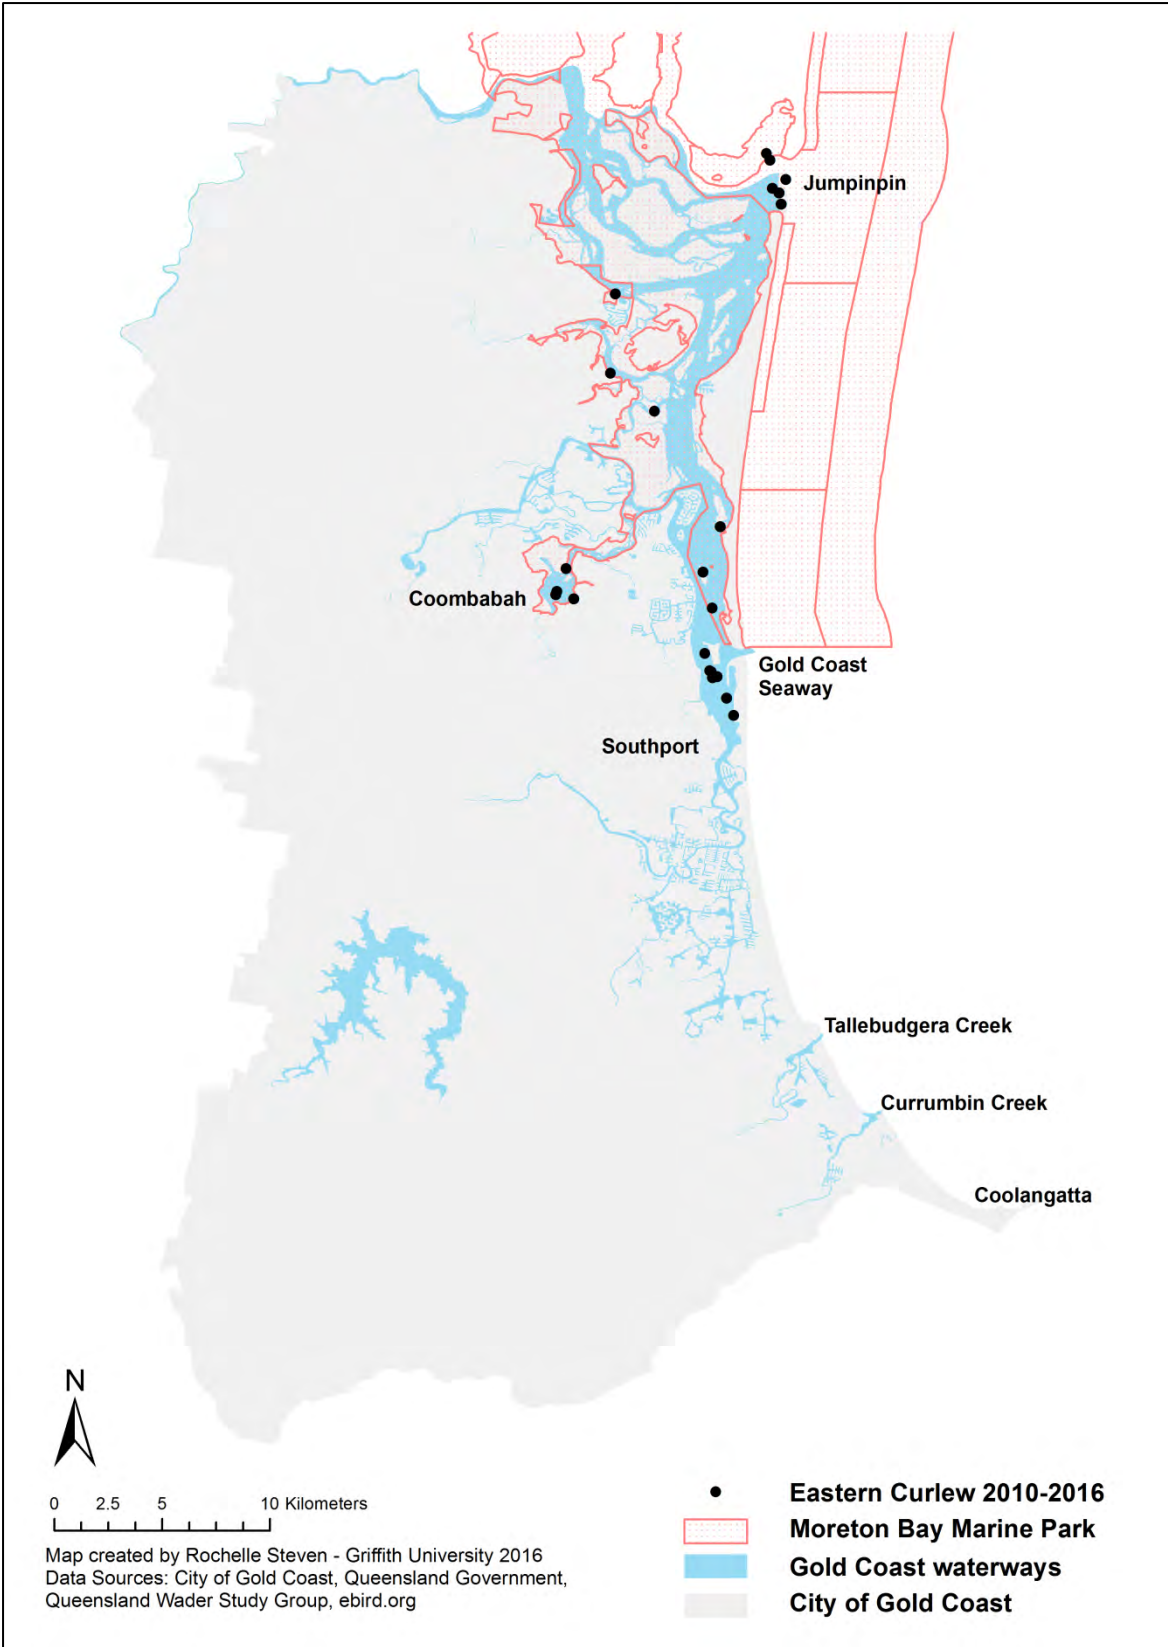 Jumpinpin
Coombabah
Gold Coast
Seaway
Southport
Tallebudgera Creek
Currumbin Creek
Coolangatta
N
0 2.5 5 10 Kilometers
Map created by Rochelle Steven - Griffith University 2016
Data Sources: City of Gold Coast, Queensland Government,
Queensland Wader Study Group, ebird.org
Eastern Curlew 2010-2016
Moreton Bay Marine Park
Gold Coast waterways
City of Gold Coast